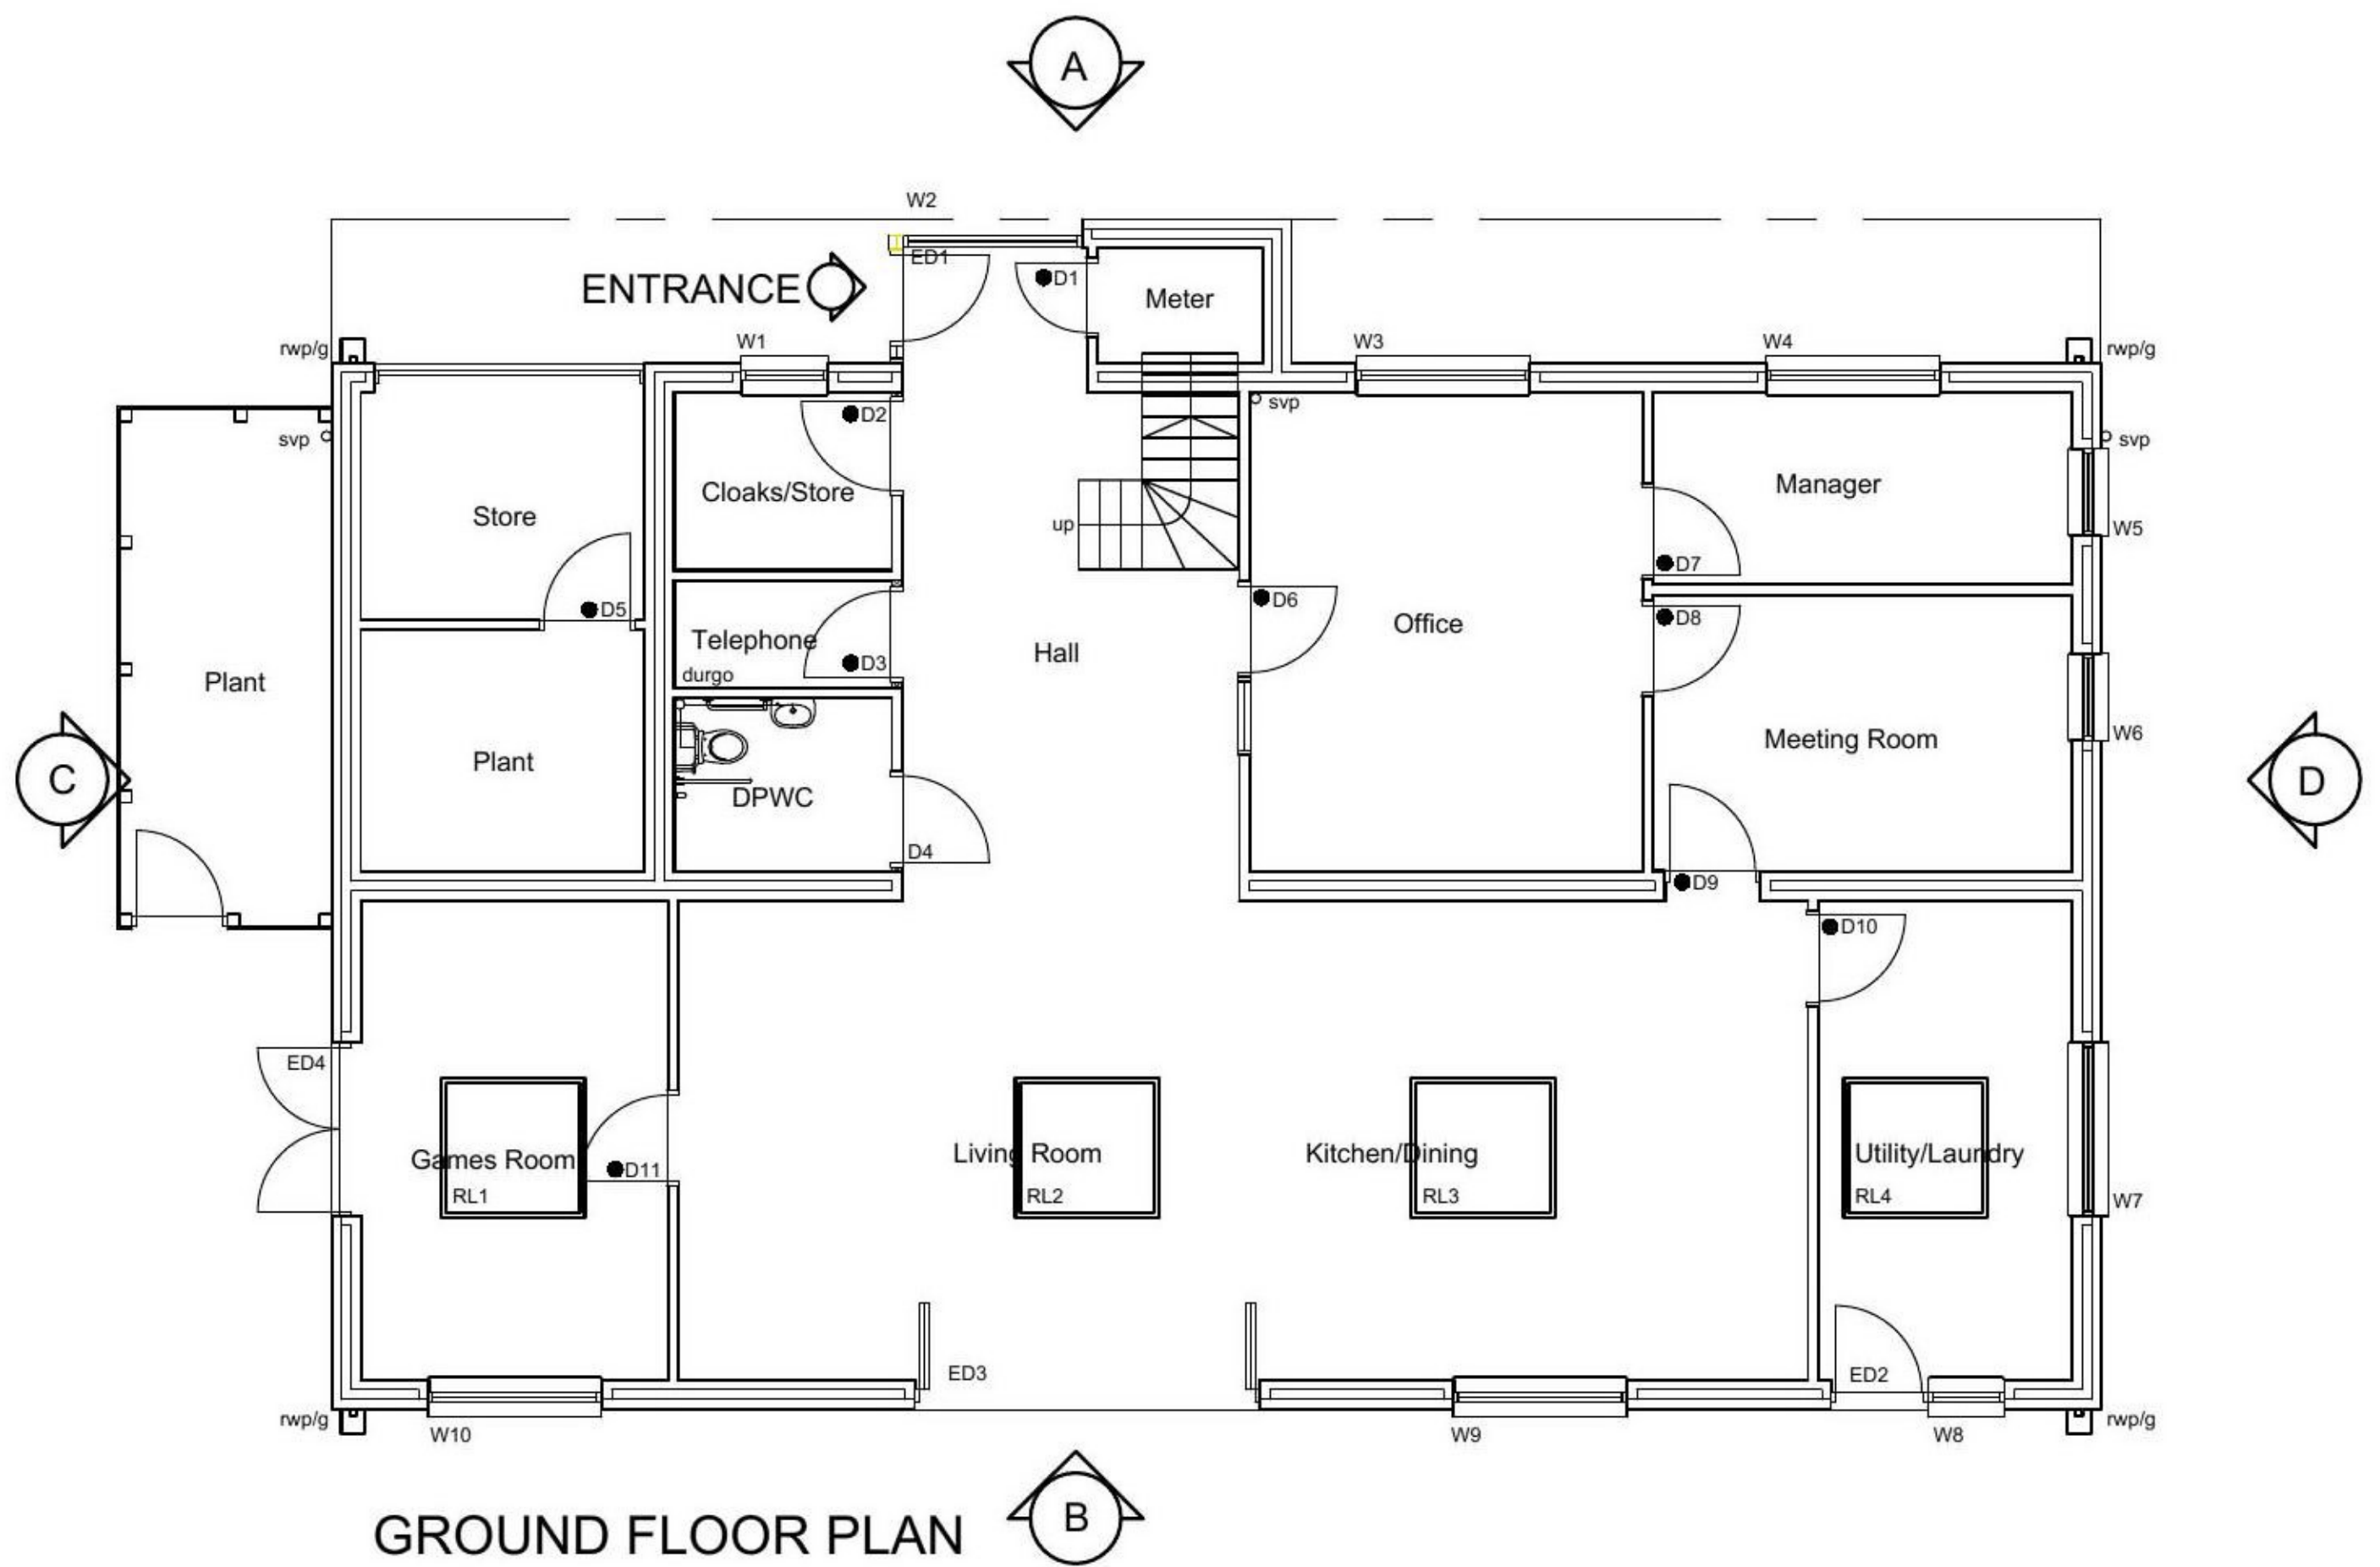 A
W2
ED1
ENTRANCE
D1
Meter
rwp/g
W1
W3
W4
rwp/g
D2
svp
svp
svp
Store
Cloaks/Store
up
Manager
W5
D5
D7
D6
D8
Telephone
durgo
D3
Hall
Office
Plant
Plant
DPWC
Meeting Room
W6
C
D
D4
D9
D10
ED4
Games Room
RL1
D11
Living Room
RL2
Kitchen/Dining
RL3
Utility/Laundry
RL4
W7
ED3
ED2
rwp/g
W10
W9
W8
rwp/g
GROUND FLOOR PLAN
B